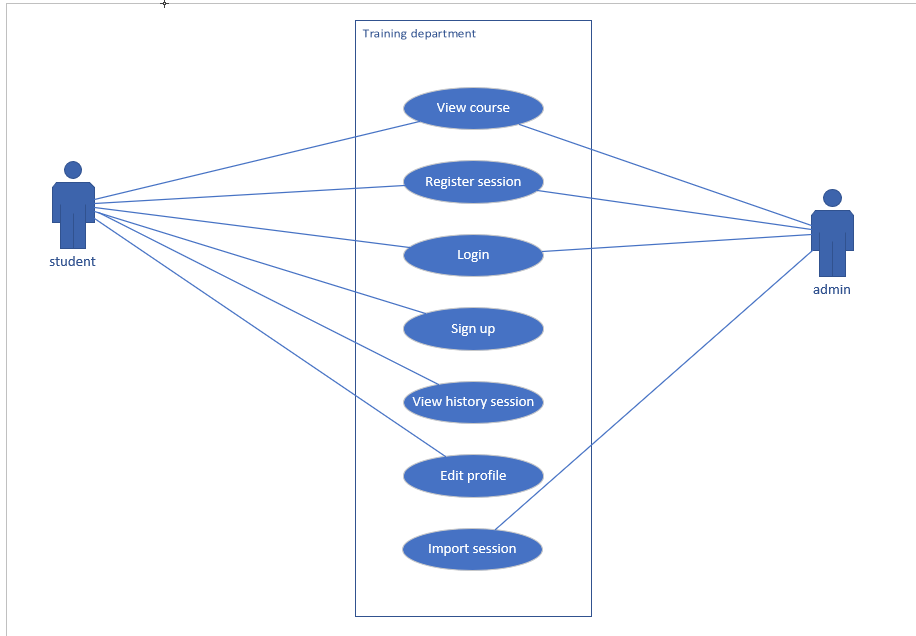 Training department
View course
Register session
Login
Sign up
View history session
Edit profile
Import session
student
admin